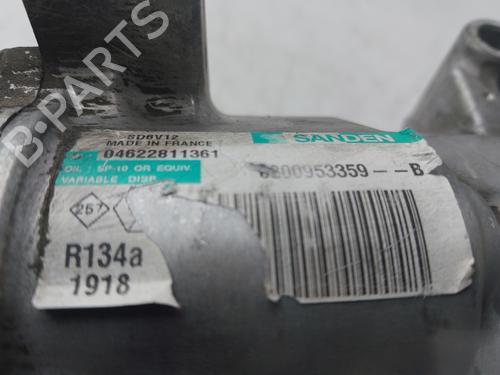 B-PARTS
SD6V12
MADE IN FRANCE
SANDEN
04622811361
OIL : SP-10 OR EQUIV.
VARIABLE DISP.
8200953359--B
257
R134a
1918